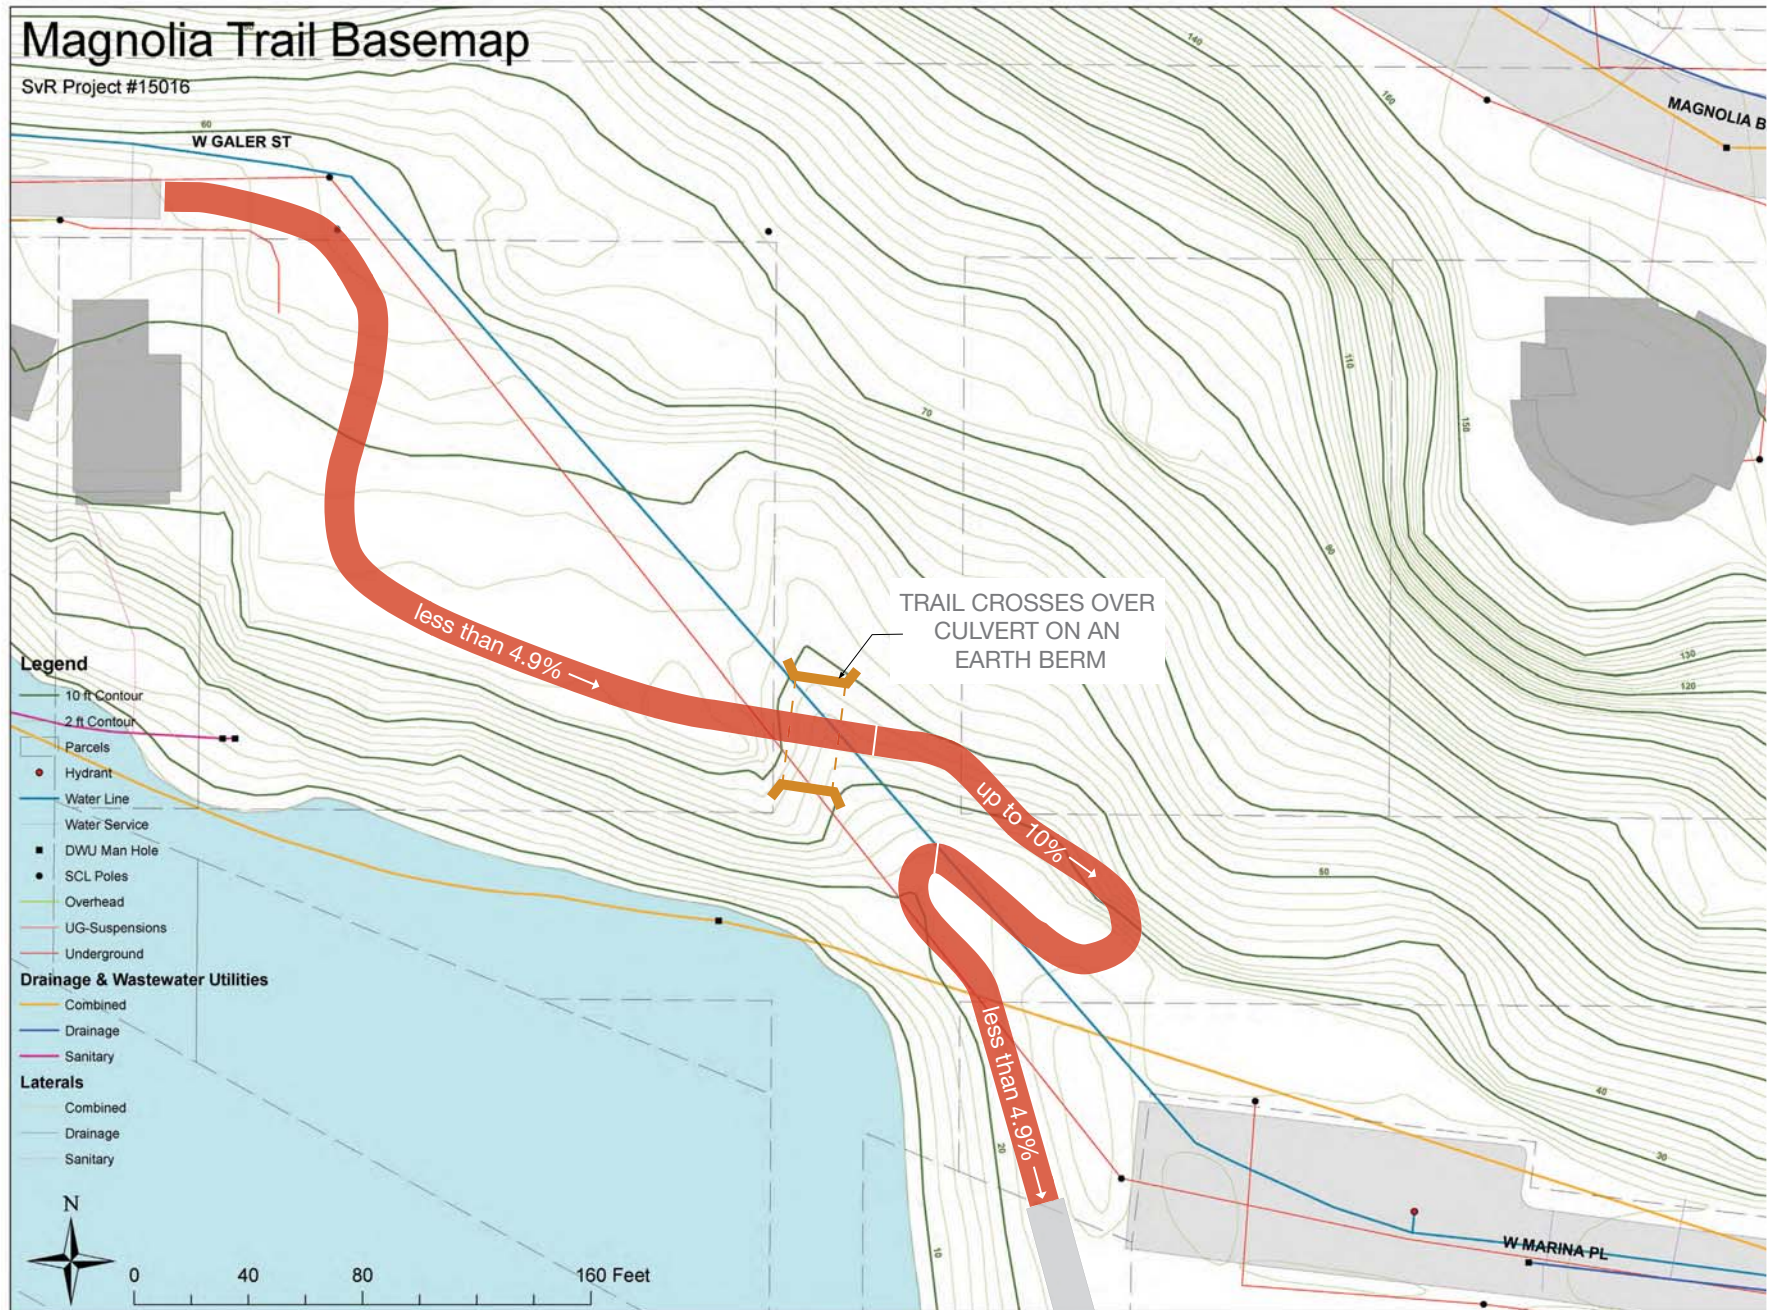 Magnolia Trail Basemap
SvR Project #15016
60
W GALER ST
140
160
MAGNOLIA B
110
150
70
90
TRAIL CROSSES OVER
CULVERT ON AN
EARTH BERM
less than 4.9%
130
120
up to 10%
less than 4.9%
20
10
40
30
W MARINA PL
Legend
10 ft Contour
2 ft Contour
Parcels
Hydrant
Water Line
Water Service
DWU Man Hole
SCL Poles
Overhead
UG-Suspensions
Underground
Drainage & Wastewater Utilities
Combined
Drainage
Sanitary
Laterals
Combined
Drainage
Sanitary
N
0 40 80 160 Feet